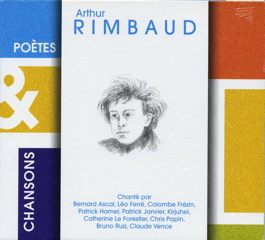 Arthur
RIMBAUD
POÈTES
&
CHANSONS
Chanté par
Bernard Ascal, Léo Ferré, Colombe Frézin,
Patrick Hamel, Patrick Janvier, Kirjuhel,
Catherine Le Forestier, Chris Papin,
Bruno Ruiz, Claude Vence